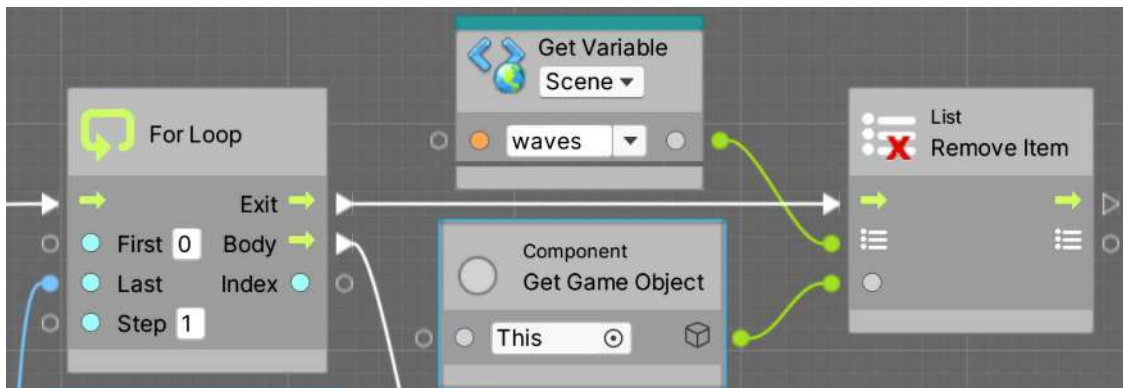 For Loop
Exit
First 0 Body
Last Index
Step 1
Get Variable
Scene
waves
Component
Get Game Object
This
List
Remove Item